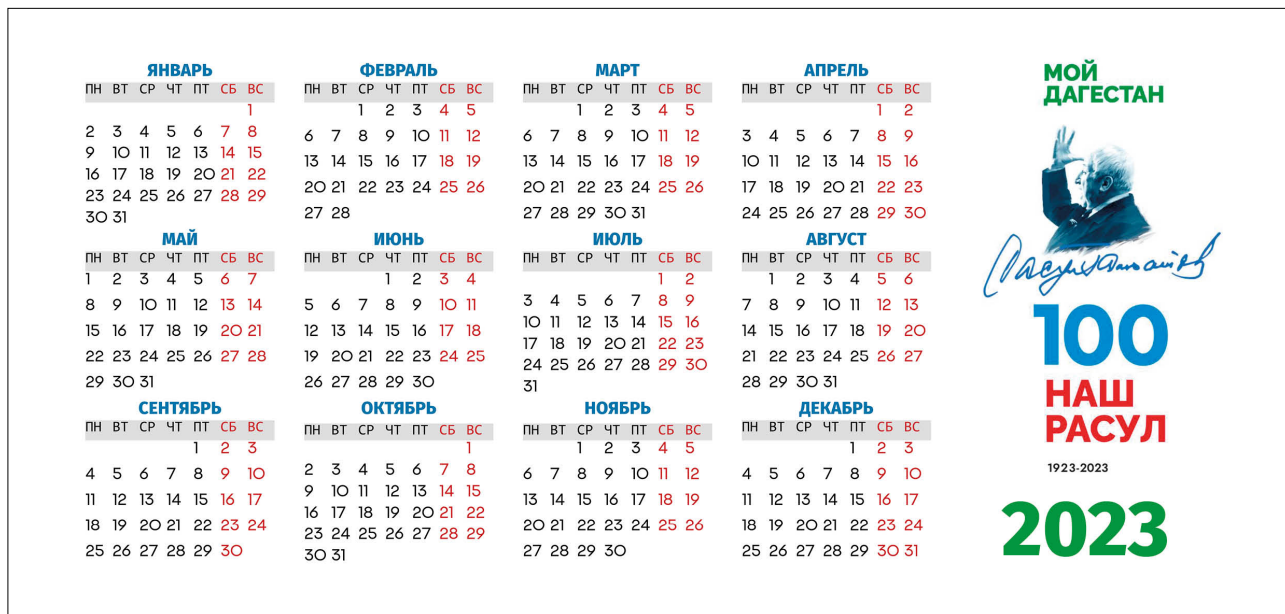 ЯНВАРЬ
ПН ВТ СР ЧТ ПТ СБ ВС
1
2 3 4 5 6 7 8
9 10 11 12 13 14 15
16 17 18 19 20 21 22
23 24 25 26 27 28 29
30 31
ФЕВРАЛЬ
ПН ВТ СР ЧТ ПТ СБ ВС
1 2 3 4 5
6 7 8 9 10 11 12
13 14 15 16 17 18 19
20 21 22 23 24 25 26
27 28
МАРТ
ПН ВТ СР ЧТ ПТ СБ ВС
1 2 3 4 5
6 7 8 9 10 11 12
13 14 15 16 17 18 19
20 21 22 23 24 25 26
27 28 29 30 31
АПРЕЛЬ
ПН ВТ СР ЧТ ПТ СБ ВС
1 2
3 4 5 6 7 8 9
10 11 12 13 14 15 16
17 18 19 20 21 22 23
24 25 26 27 28 29 30
МАЙ
ПН ВТ СР ЧТ ПТ СБ ВС
1 2 3 4 5 6 7
8 9 10 11 12 13 14
15 16 17 18 19 20 21
22 23 24 25 26 27 28
29 30 31
ИЮНЬ
ПН ВТ СР ЧТ ПТ СБ ВС
1 2 3 4
5 6 7 8 9 10 11
12 13 14 15 16 17 18
19 20 21 22 23 24 25
26 27 28 29 30
ИЮЛЬ
ПН ВТ СР ЧТ ПТ СБ ВС
1 2
3 4 5 6 7 8 9
10 11 12 13 14 15 16
17 18 19 20 21 22 23
24 25 26 27 28 29 30
31
АВГУСТ
ПН ВТ СР ЧТ ПТ СБ ВС
1 2 3 4 5 6
7 8 9 10 11 12 13
14 15 16 17 18 19 20
21 22 23 24 25 26 27
28 29 30 31
СЕНТЯБРЬ
ПН ВТ СР ЧТ ПТ СБ ВС
1 2 3
4 5 6 7 8 9 10
11 12 13 14 15 16 17
18 19 20 21 22 23 24
25 26 27 28 29 30
ОКТЯБРЬ
ПН ВТ СР ЧТ ПТ СБ ВС
1
2 3 4 5 6 7 8
9 10 11 12 13 14 15
16 17 18 19 20 21 22
23 24 25 26 27 28 29
30 31
НОЯБРЬ
ПН ВТ СР ЧТ ПТ СБ ВС
1 2 3 4 5
6 7 8 9 10 11 12
13 14 15 16 17 18 19
20 21 22 23 24 25 26
27 28 29 30
ДЕКАБРЬ
ПН ВТ СР ЧТ ПТ СБ ВС
1 2 3
4 5 6 7 8 9 10
11 12 13 14 15 16 17
18 19 20 21 22 23 24
25 26 27 28 29 30 31
МОЙ
ДАГЕСТАН
100
НАШ
РАСУЛ
1923-2023
2023